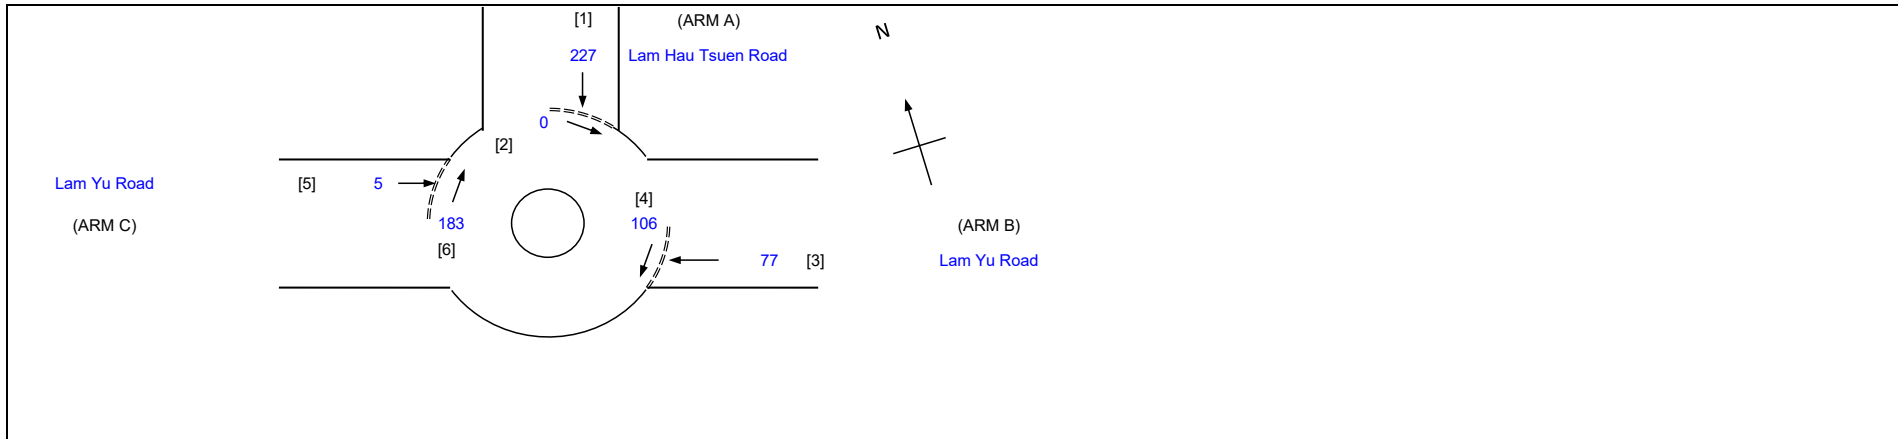 [1] (ARM A)
N
227 Lam Hau Tsuen Road
0
[2]
Lam Yu Road [5] 5
[4]
183 106
(ARM C) (ARM B)
[6]
77 [3] Lam Yu Road